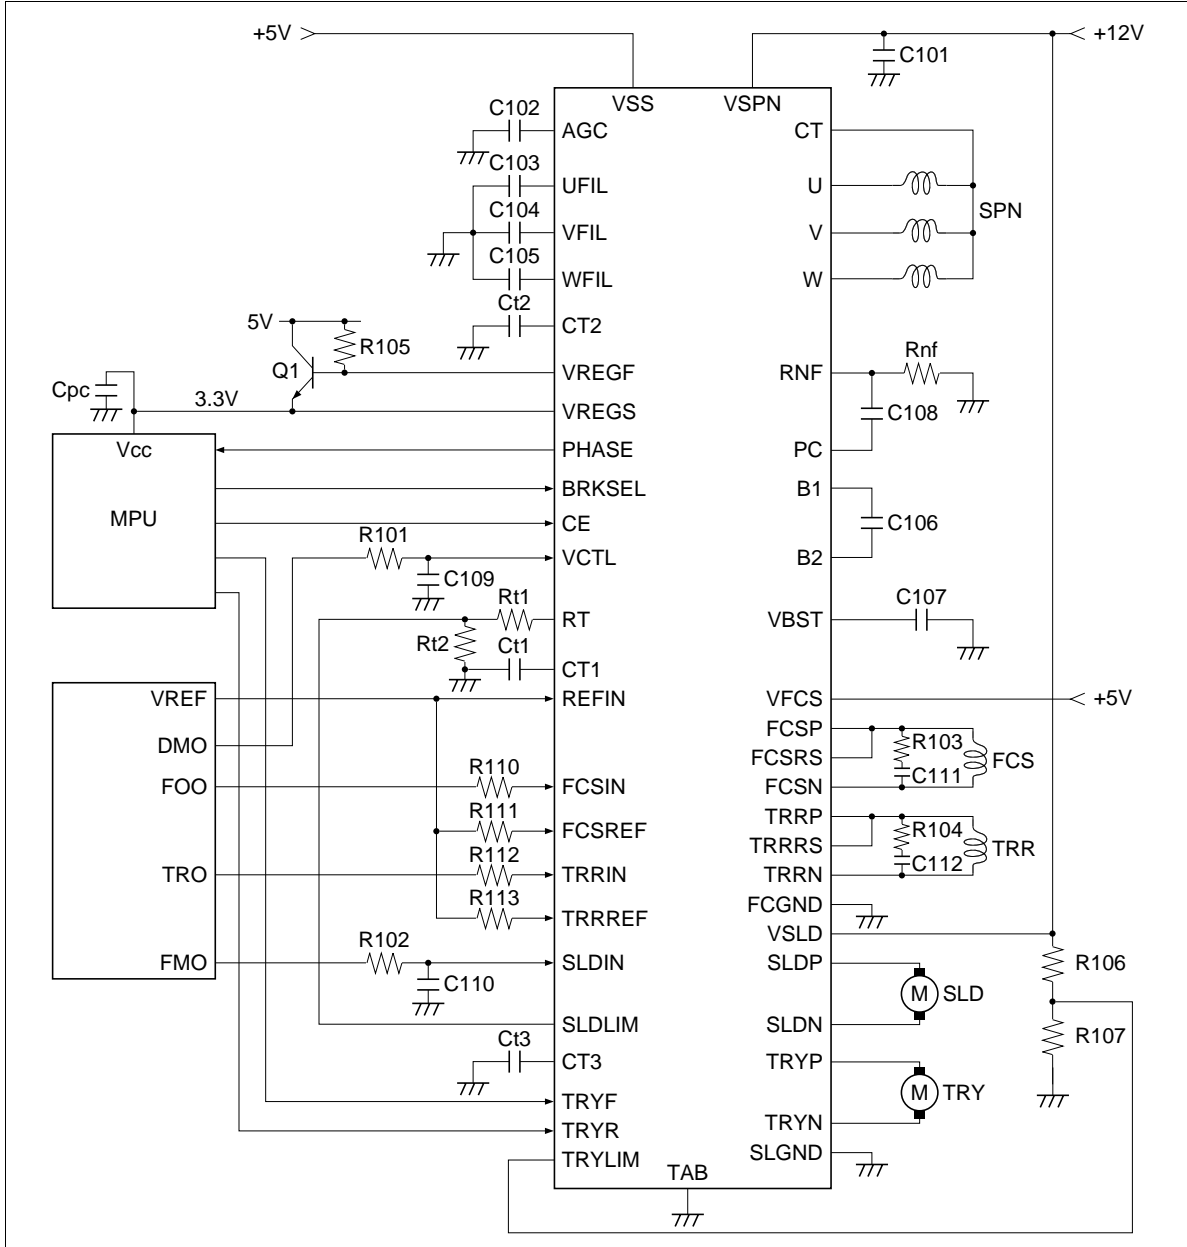 +5V
+12V
C101
VSS
VSPN
C102
AGC
CT
C103
UFIL
U
SPN
C104
VFIL
V
C105
WFIL
W
Ct2
CT2
5V
R105
Q1
VREGF
RNF
Rnf
Cpc
3.3V
VREGS
C108
Vcc
PHASE
PC
MPU
BRKSEL
B1
CE
C106
R101
VCTL
B2
C109
Rt1
RT
VBST
C107
Rt2
Ct1
CT1
VREF
REFIN
VFCS
+5V
DMO
FCSP
R103
FCSRS
FCS
C111
FOO
R110
FCSIN
FCSN
R111
FCSREF
TRRP
R104
TRRRS
TRR
C112
TRO
R112
TRRIN
TRRN
R113
TRRREF
FCGND
VSLD
FMO
R102
SLDIN
SLDP
R106
C110
M
SLD
SLDLIM
SLDN
R107
Ct3
CT3
TRYP
M
TRY
TRYF
TRYN
TRYR
SLGND
TRYLIM
TAB